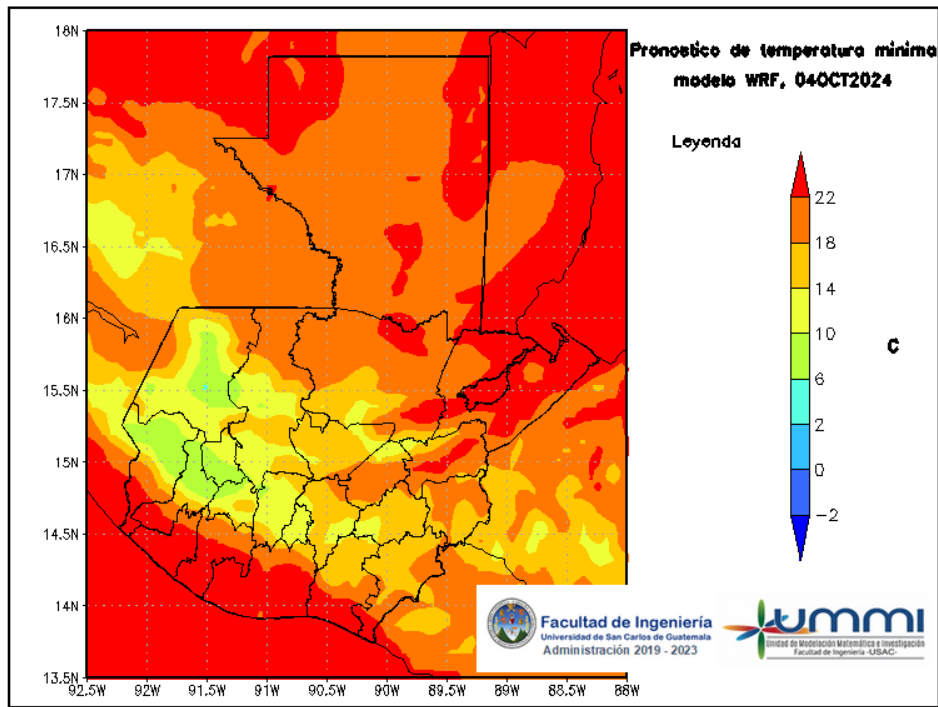 Pronostico de temperatura minima
modelo WRF, 04OCT2024
Leyenda
22
18
14
10
6
2
0
−2
C
18N
17.5N
17N
16.5N
16N
15.5N
15N
14.5N
14N
13.5N
92.5W
92W
91.5W
91W
90.5W
90W
89.5W
89W
88.5W
88W
Facultad de Ingeniería
Universidad de San Carlos de Guatemala
Administración 2019 - 2023
UMMI
Unidad de Modelación Matemática e Investigación
Facultad de Ingeniería -USAC-